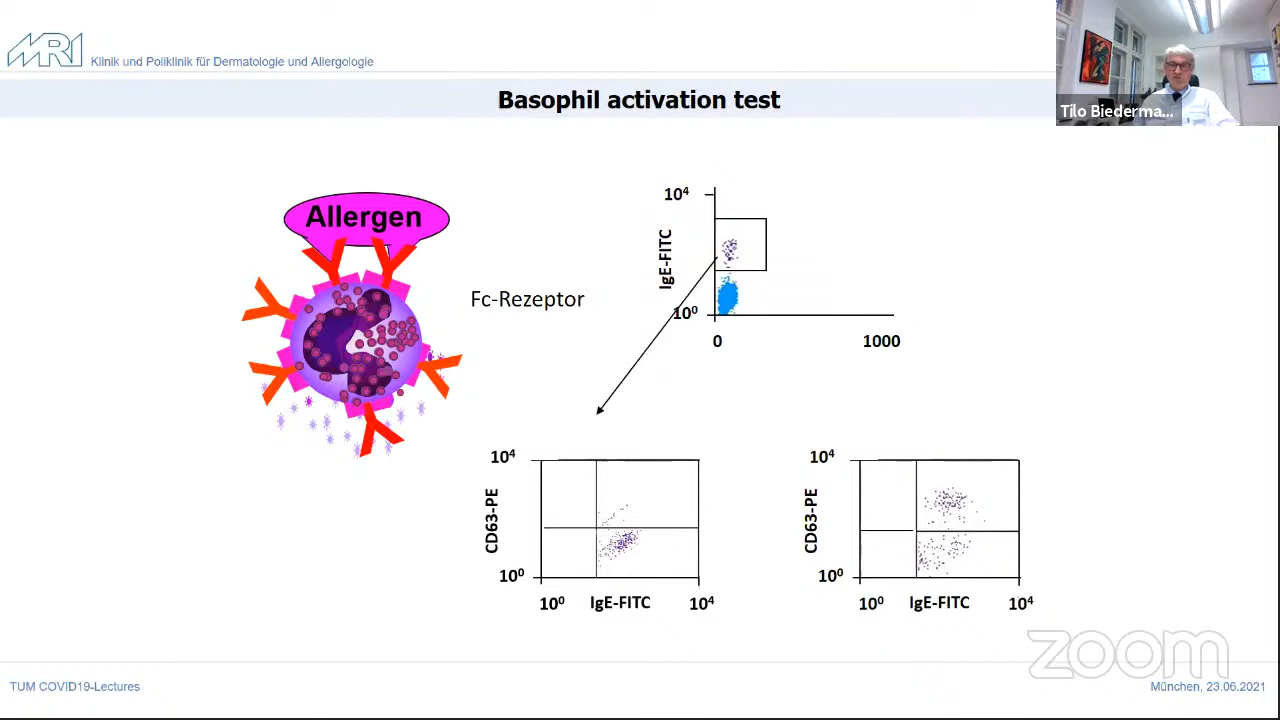 MRI
Klinik und Poliklinik für Dermatologie und Allergologie
Basophil activation test
Tilo Biederma...
Allergen
Fc-Rezeptor
10⁴
IgE-FITC
10⁰
0
1000
10⁴
CD63-PE
10⁰
10⁰
IgE-FITC
10⁴
10⁴
CD63-PE
10⁰
10⁰
IgE-FITC
10⁴
zoom
TUM COVID19-Lectures
München, 23.06.2021